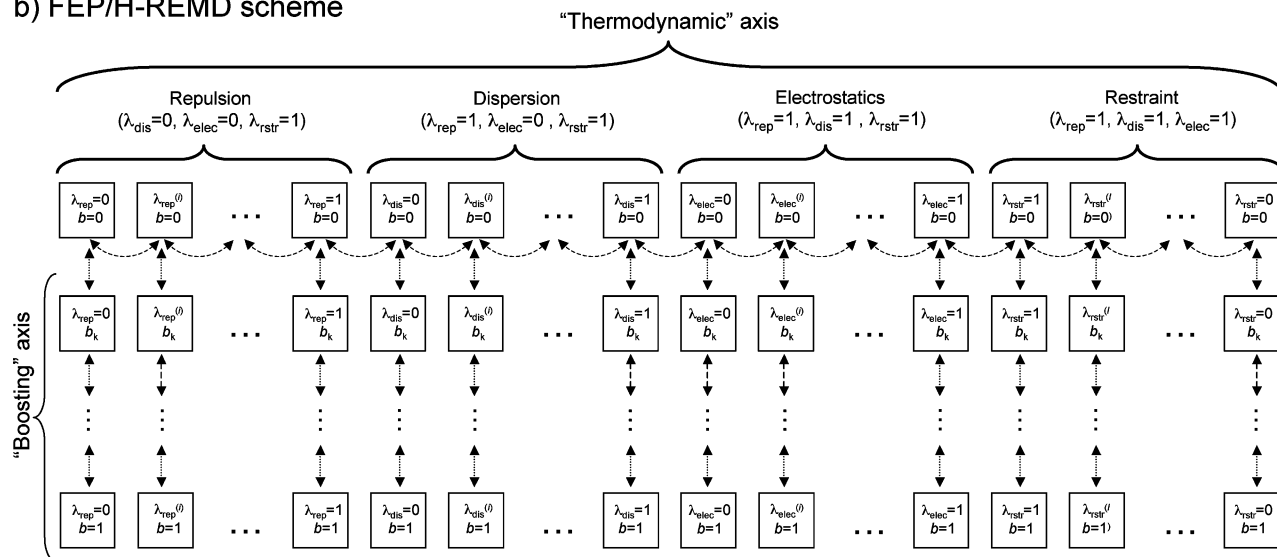 b) FEP/H-REMD scheme
“Thermodynamic” axis
Repulsion
(λdis=0, λelec=0, λrstr=1)
Dispersion
(λrep=1, λelec=0 , λrstr=1)
Electrostatics
(λrep=1, λdis=1 , λrstr=1)
Restraint
(λrep=1, λdis=1, λelec=1)
λrep=0 λrep(i) ... λrep=1 λdis=0 λdis(i) ... λdis=1 λelec=0 λelec(i) ... λelec=1 λrstr=1 λrstr(i ... λrstr=0
b=0 b=0 b=0 b=0 b=0 b=0 b=0 b=0 b=0 b=0 b=0) b=0
“Boosting” axis
λrep=0 λrep(i) ... λrep=1 λdis=0 λdis(i) ... λdis=1 λelec=0 λelec(i) ... λelec=1 λrstr=1 λrstr(i ... λrstr=0
bk bk bk bk bk bk bk bk bk bk bk bk
λrep=0 λrep(i) ... λrep=1 λdis=0 λdis(i) ... λdis=1 λelec=0 λelec(i) ... λelec=1 λrstr=1 λrstr(i ... λrstr=0
b=1 b=1 b=1 b=1 b=1 b=1 b=1 b=1 b=1 b=1 b=1) b=1